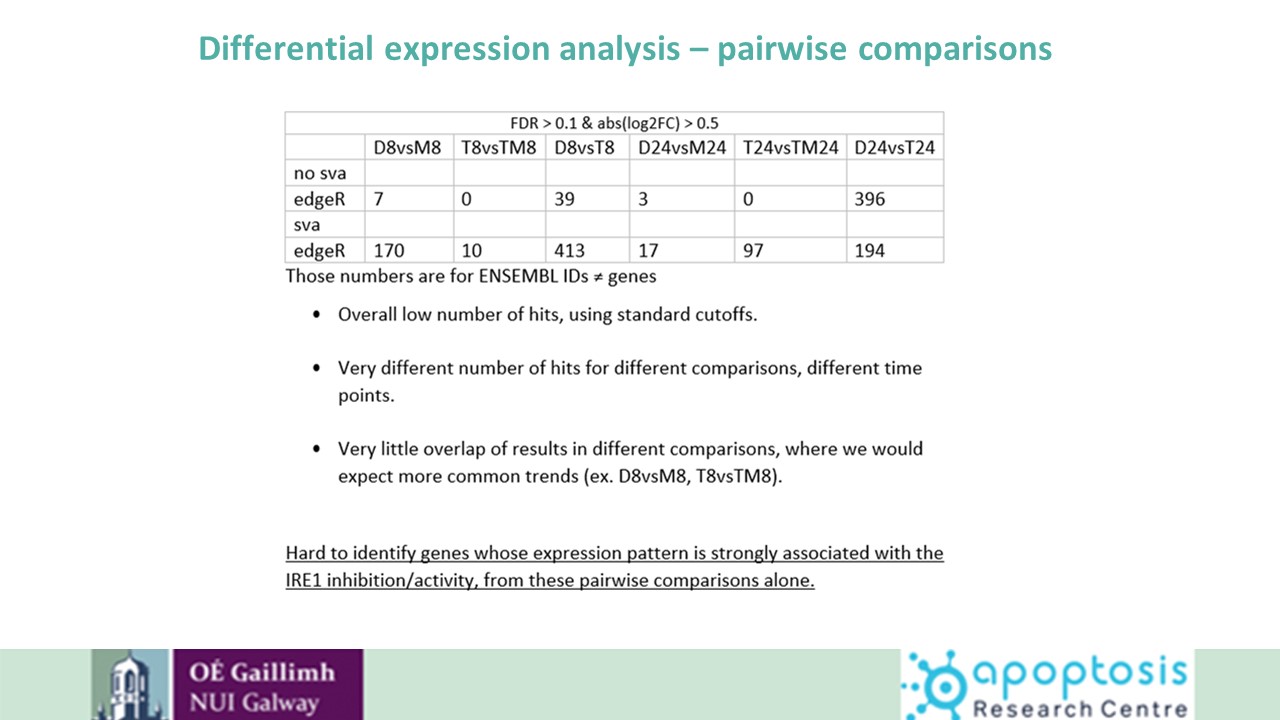 Differential expression analysis – pairwise comparisons
FDR > 0.1 & abs(log2FC) > 0.5
D8vsM8 T8vsTM8 D8vsT8 D24vsM24 T24vsTM24 D24vsT24
no sva
edgeR 7 0 39 3 0 396
sva
edgeR 170 10 413 17 97 194
Those numbers are for ENSEMBL IDs ≠ genes
• Overall low number of hits, using standard cutoffs.
• Very different number of hits for different comparisons, different time
points.
• Very little overlap of results in different comparisons, where we would
expect more common trends (ex. D8vsM8, T8vsTM8).
Hard to identify genes whose expression pattern is strongly associated with the
IRE1 inhibition/activity, from these pairwise comparisons alone.
OÉ Gaillimh
NUI Galway
apoptosis
Research Centre